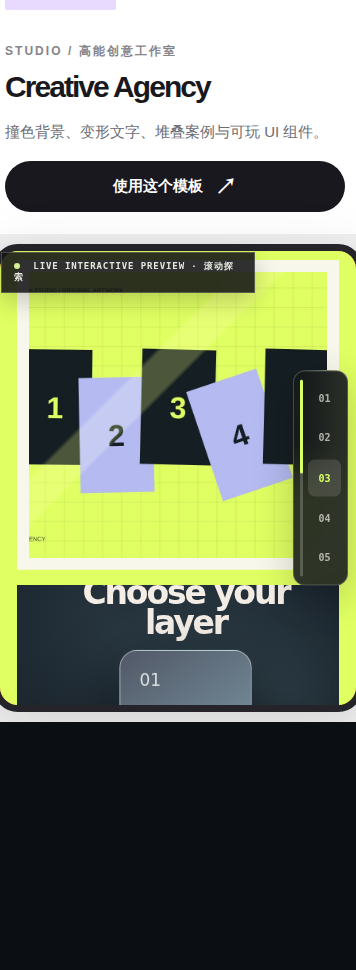 STUDIO / 高能创意工作室
Creative Agency
撞色背景、变形文字、堆叠案例与可玩 UI 组件。
使用这个模板 ↗
LIVE INTERACTIVE PREVIEW · 滚动探
索
1
2
3
4
01
02
03
04
05
ENCY
Choose your
layer
01